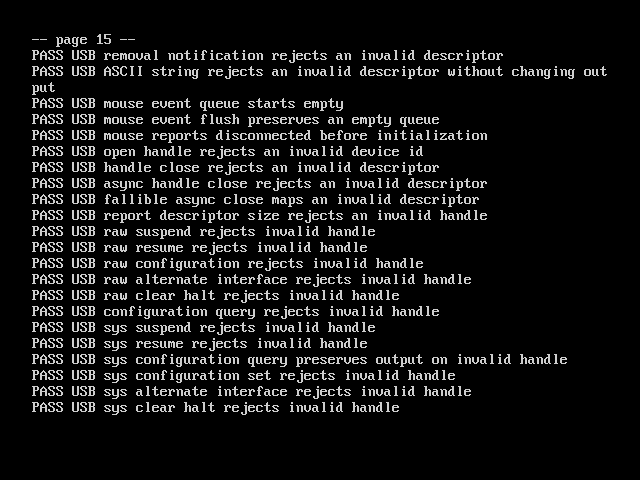 -- page 15 --
PASS USB removal notification rejects an invalid descriptor
PASS USB ASCII string rejects an invalid descriptor without changing out
put
PASS USB mouse event queue starts empty
PASS USB mouse event flush preserves an empty queue
PASS USB mouse reports disconnected before initialization
PASS USB open handle rejects an invalid device id
PASS USB handle close rejects an invalid descriptor
PASS USB async handle close rejects an invalid descriptor
PASS USB fallible async close maps an invalid descriptor
PASS USB report descriptor size rejects an invalid handle
PASS USB raw suspend rejects invalid handle
PASS USB raw resume rejects invalid handle
PASS USB raw configuration rejects invalid handle
PASS USB raw alternate interface rejects invalid handle
PASS USB raw clear halt rejects invalid handle
PASS USB configuration query rejects invalid handle
PASS USB sys suspend rejects invalid handle
PASS USB sys resume rejects invalid handle
PASS USB sys configuration query preserves output on invalid handle
PASS USB sys configuration set rejects invalid handle
PASS USB sys alternate interface rejects invalid handle
PASS USB sys clear halt rejects invalid handle